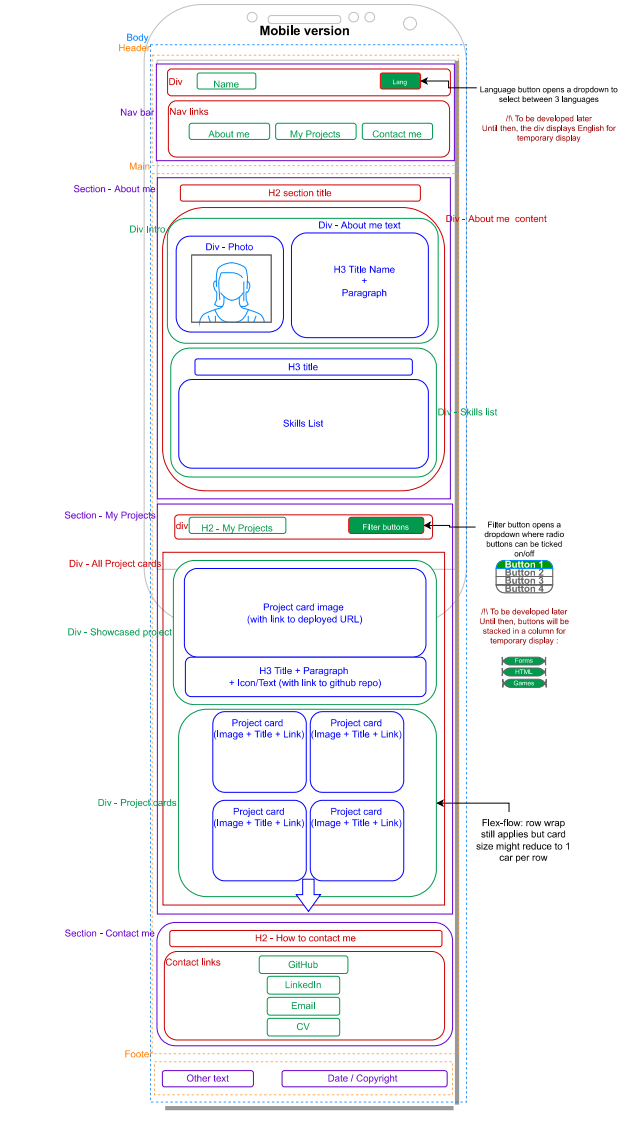 Mobile version
Body
Header
Div
Name
Lang
Language button opens a dropdown to
select between 3 languages
Nav bar
Nav links
/!\ To be developed later
Until then, the div displays English for
temporary display
About me
My Projects
Contact me
Main
Section - About me
H2 section title
Div - About me content
Div Intro
Div - About me text
Div - Photo
H3 Title Name
+
Paragraph
H3 title
Div - Skills list
Skills List
Section - My Projects
div
H2 - My Projects
Filter buttons
Filter button opens a
dropdown where radio
buttons can be ticked
on/off
Button 1
Button 2
Button 3
Button 4
Div - All Project cards
Project card image
(with link to deployed URL)
/!\ To be developed later
Until then, buttons will be
stacked in a column for
temporary display :
Div - Showcased project
H3 Title + Paragraph
+ Icon/Text (with link to github repo)
Forms
HTML
Games
Project card
(Image + Title + Link)
Project card
(Image + Title + Link)
Div - Project cards
Project card
(Image + Title + Link)
Project card
(Image + Title + Link)
Flex-flow: row wrap
still applies but card
size might reduce to 1
car per row
Section - Contact me
H2 - How to contact me
Contact links
GitHub
LinkedIn
Email
CV
Footer
Other text
Date / Copyright